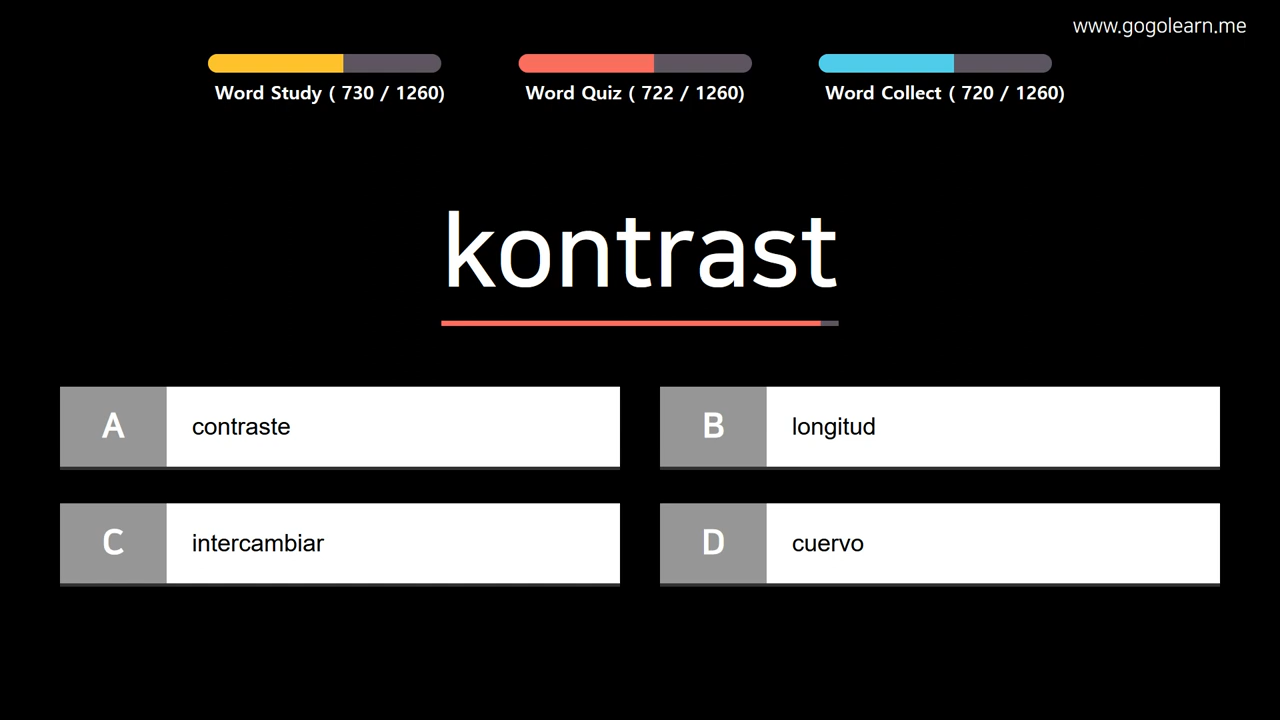 www.gogolearn.me
Word Study ( 730 / 1260)
Word Quiz ( 722 / 1260)
Word Collect ( 720 / 1260)
kontrast
A contraste
B longitud
C intercambiar
D cuervo